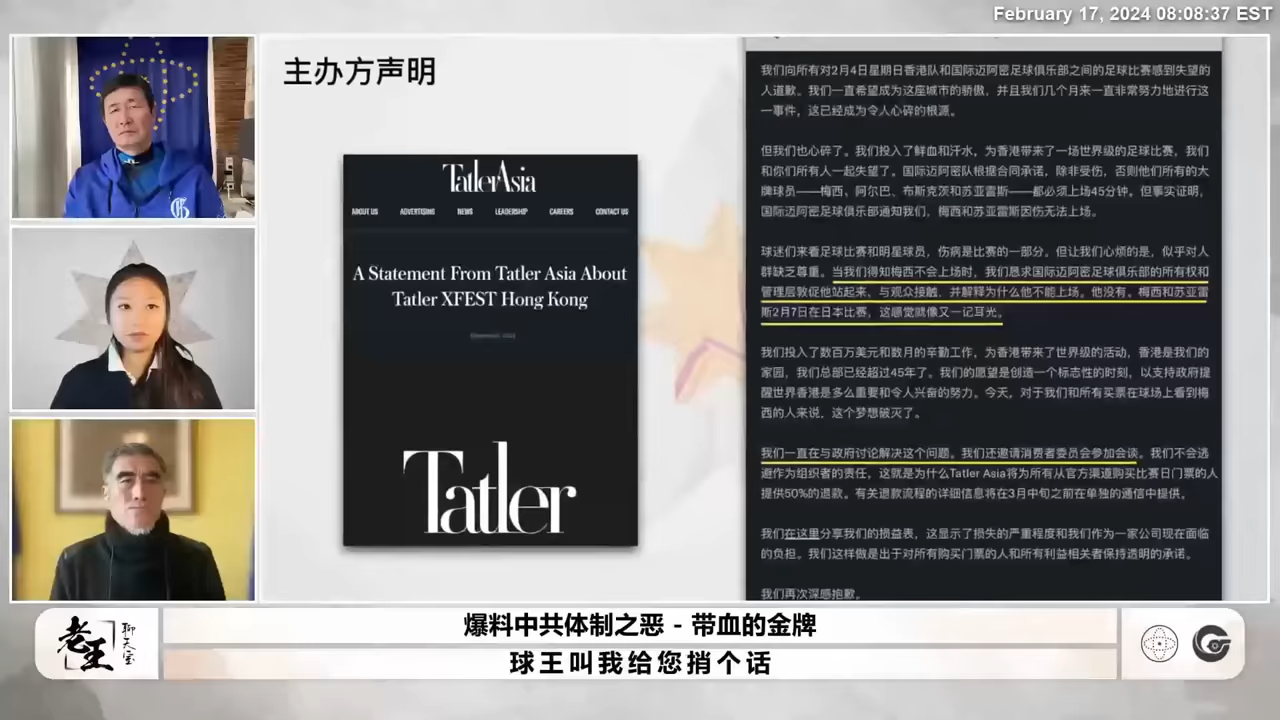 February 17, 2024 08:08:37 EST
主办方声明
TatlerAsia
ABOUT US
ADVERTISING
NEWS
LEADERSHIP
CAREERS
CONTACT US
A Statement From Tatler Asia About
Tatler XFEST Hong Kong
Tatler
我们向所有对2月4日星期日香港队和国际迈阿密足球俱乐部之间的足球比赛感到失望的
人道歉。我们一直希望成为这座城市的骄傲，并且我们几个月来一直非常努力地进行这
一事件，这已经成为令人心碎的根源。
但我们也心碎了。我们投入了鲜血和汗水，为香港带来了一场世界级的足球比赛，我们
和你们所有人一起失望了。国际迈阿密队根据合同承诺，除非受伤，否则他们所有的大
牌球员——梅西、阿尔巴、布斯克茨和苏亚雷斯——都必须上场45分钟。但事实证明，
国际迈阿密足球俱乐部通知我们，梅西和苏亚雷斯因伤无法上场。
球迷们来看足球比赛和明星球员，伤病是比赛的一部分。但让我们心烦的是，似乎对人
群缺乏尊重。当我们得知梅西不会上场时，我们恳求国际迈阿密足球俱乐部的所有权和
管理层敦促他站起来、与观众接触，并解释为什么他不能上场。他没有。梅西和苏亚雷
斯2月7日在日本比赛，这感觉就像又一记耳光。
我们投入了数百万美元和数月的辛勤工作，为香港带来了世界级的活动，香港是我们的
家园，我们总部已经超过45年了。我们的愿望是创造一个标志性的时刻，以支持政府提
醒世界香港是多么重要和令人兴奋的努力。今天，对于我们和所有买票在球场上看到梅
西的人来说，这个梦想破灭了。
我们一直在与政府讨论解决这个问题。我们还邀请消费者委员会参加会谈。我们不会逃
避作为组织者的责任，这就是为什么Tatler Asia将为所有从官方渠道购买比赛日门票的人
提供50%的退款。有关退款流程的详细信息将在3月中旬之前在单独的通信中提供。
我们在这里分享我们的损益表，这显示了损失的严重程度和我们作为一家公司现在面临
的负担。我们这样做是出于对所有购买门票的人和所有利益相关者保持透明的承诺。
我们再次深感抱歉。
老王
聊天室
爆料中共体制之恶 - 带血的金牌
球王叫我给您捎个话